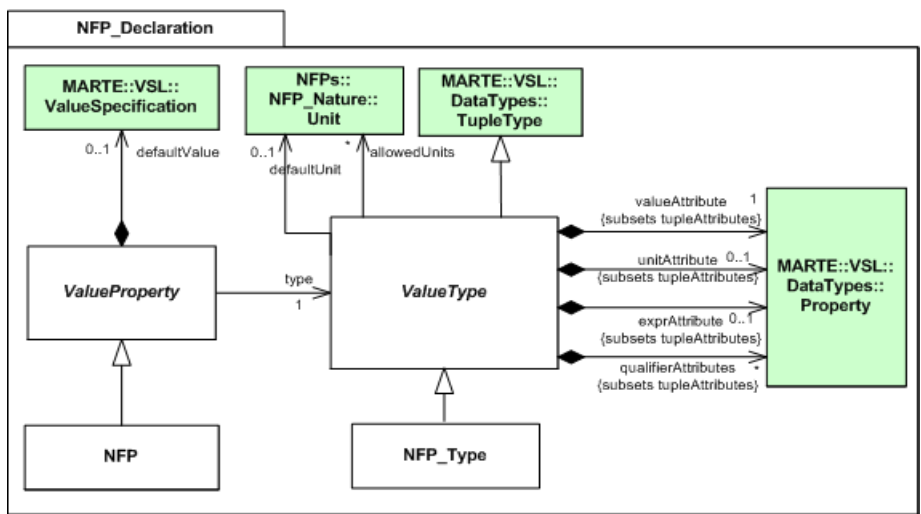 NFP_Declaration
MARTE::VSL::
ValueSpecification
NFPs::
NFP_Nature::
Unit
MARTE::VSL::
DataTypes::
TupleType
0..1
defaultValue
0..1
defaultUnit
*
allowedUnits
ValueProperty
type
1
ValueType
valueAttribute
1
{subsets tupleAttributes}
unitAttribute
0..1
{subsets tupleAttributes}
exprAttribute
0..1
{subsets tupleAttributes}
qualifierAttributes
*
{subsets tupleAttributes}
MARTE::VSL::
DataTypes::
Property
NFP
NFP_Type